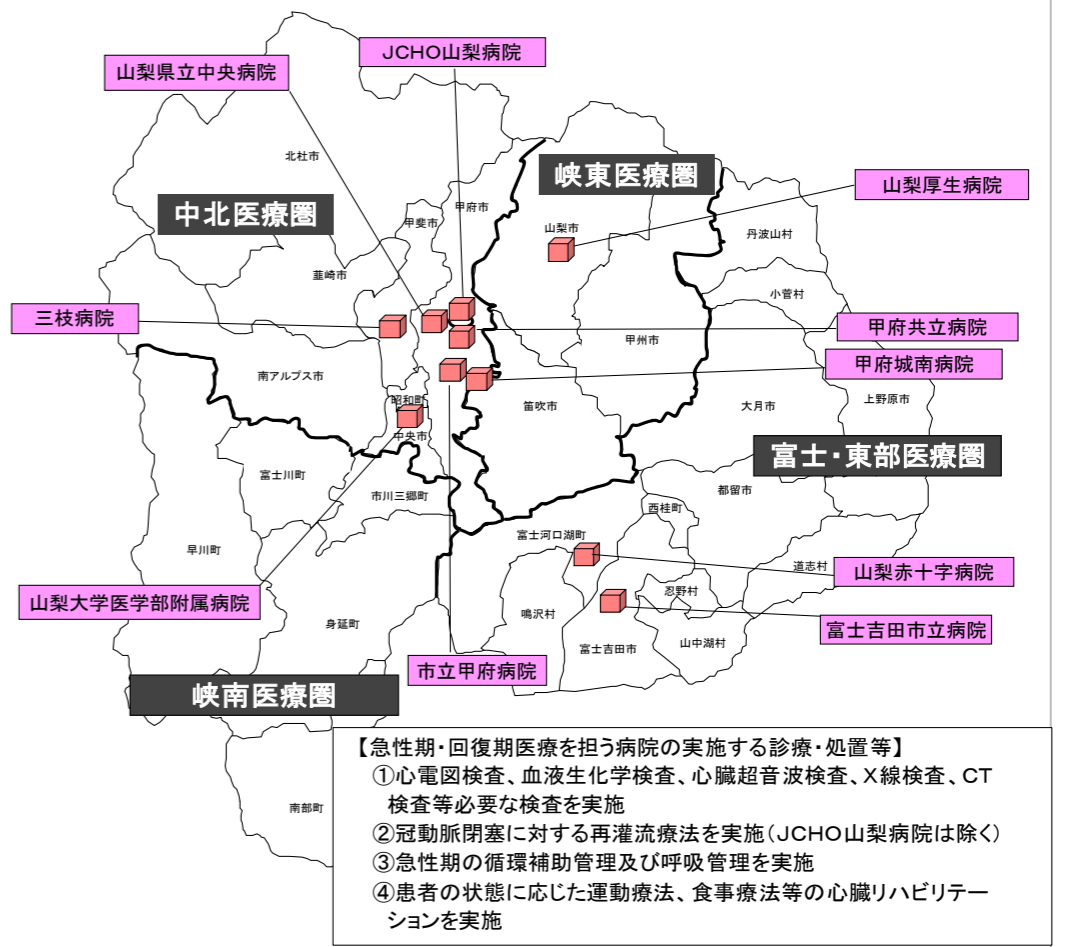 JCHO山梨病院
山梨県立中央病院
北杜市
峡東医療圏
山梨厚生病院
中北医療圏
甲斐市
甲府市
山梨市
丹波山村
韮崎市
小菅村
三枝病院
甲府共立病院
甲州市
甲府城南病院
南アルプス市
昭和町
笛吹市
大月市
上野原市
中央市
富士・東部医療圏
富士川町
市川三郷町
都留市
西桂町
早川町
富士河口湖町
道志村
山梨赤十字病院
忍野村
山梨大学医学部附属病院
鳴沢村
身延町
富士吉田市立病院
山中湖村
富士吉田市
市立甲府病院
峡南医療圏
南部町
【急性期・回復期医療を担う病院の実施する診療・処置等】
①心電図検査、血液生化学検査、心臓超音波検査、X線検査、CT
検査等必要な検査を実施
②冠動脈閉塞に対する再灌流療法を実施(JCHO山梨病院は除く)
③急性期の循環補助管理及び呼吸管理を実施
④患者の状態に応じた運動療法、食事療法等の心臓リハビリテー
ションを実施